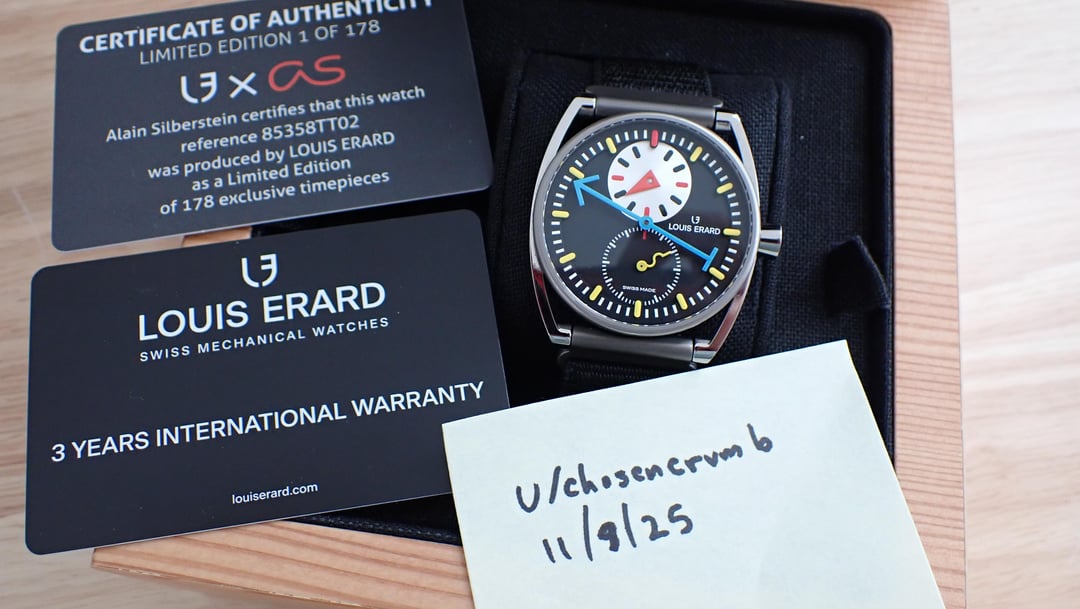 CERTIFICATE OF AUTHENTICITY
LIMITED EDITION 1 OF 178
LE x as
Alain Silberstein certifies that this watch
reference 85358TT02
was produced by LOUIS ERARD
as a Limited Edition
of 178 exclusive timepieces
LE
LOUIS ERARD
SWISS MECHANICAL WATCHES
3 YEARS INTERNATIONAL WARRANTY
louiserard.com
LE
LOUIS ERARD
SWISS MADE
u/chosencrumb
11/9/25